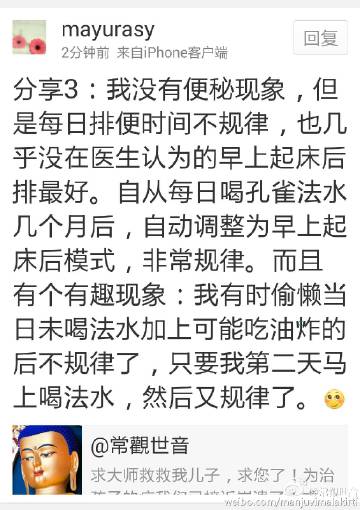 mayurasy
回复
2分钟前 来自iPhone客户端
分享3：我没有便秘现象，但
是每日排便时间不规律，也几
乎没在医生认为的早上起床后
排最好。自从每日喝孔雀法水
几个月后，自动调整为早上起
床后模式，非常规律。而且
有个有趣现象：我有时偷懒当
日未喝法水加上可能吃油炸的
后不规律了，只要我第二天马
上喝法水，然后又规律了。
@常觀世音
求大师救救我儿子，求您了！为治
weibo.com/manjuvimalakirti